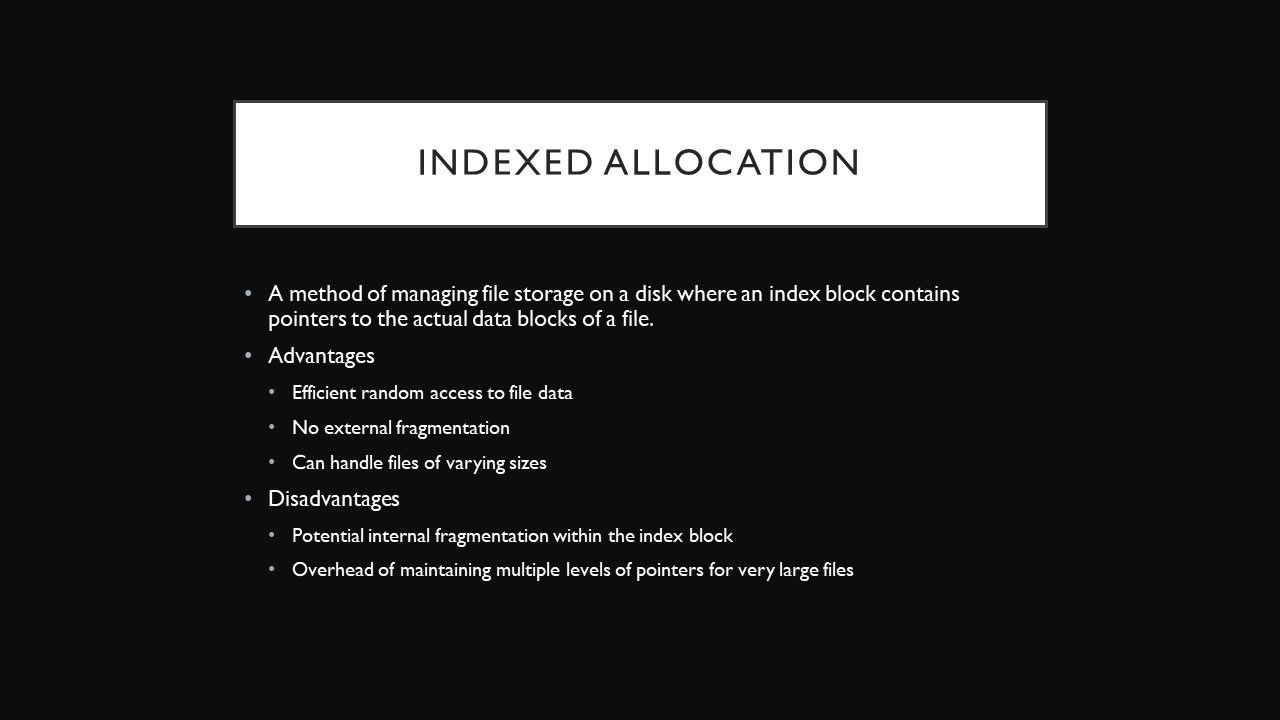 INDEXED ALLOCATION
• A method of managing file storage on a disk where an index block contains
pointers to the actual data blocks of a file.
• Advantages
• Efficient random access to file data
• No external fragmentation
• Can handle files of varying sizes
• Disadvantages
• Potential internal fragmentation within the index block
• Overhead of maintaining multiple levels of pointers for very large files